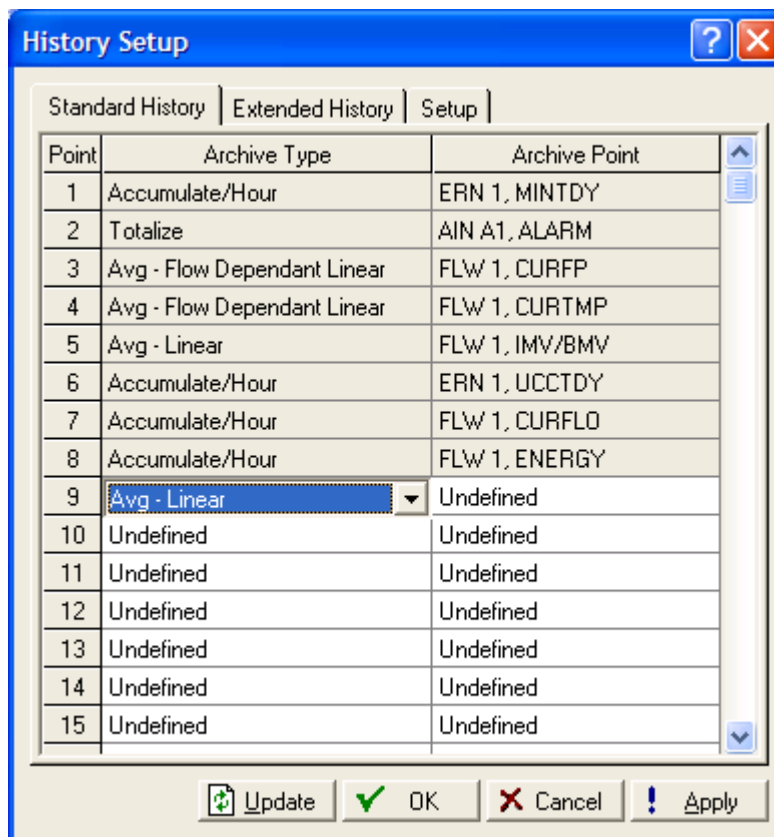 History Setup
Standard History Extended History Setup
Point Archive Type Archive Point
1 Accumulate/Hour ERN 1, MINTDY
2 Totalize AIN A1, ALARM
3 Avg - Flow Dependant Linear FLW 1, CURFP
4 Avg - Flow Dependant Linear FLW 1, CURTMP
5 Avg - Linear FLW 1, IMV/BMV
6 Accumulate/Hour ERN 1, UCCTDY
7 Accumulate/Hour FLW 1, CURFLO
8 Accumulate/Hour FLW 1, ENERGY
9 Avg - Linear Undefined
10 Undefined Undefined
11 Undefined Undefined
12 Undefined Undefined
13 Undefined Undefined
14 Undefined Undefined
15 Undefined Undefined
Update OK Cancel ! Apply